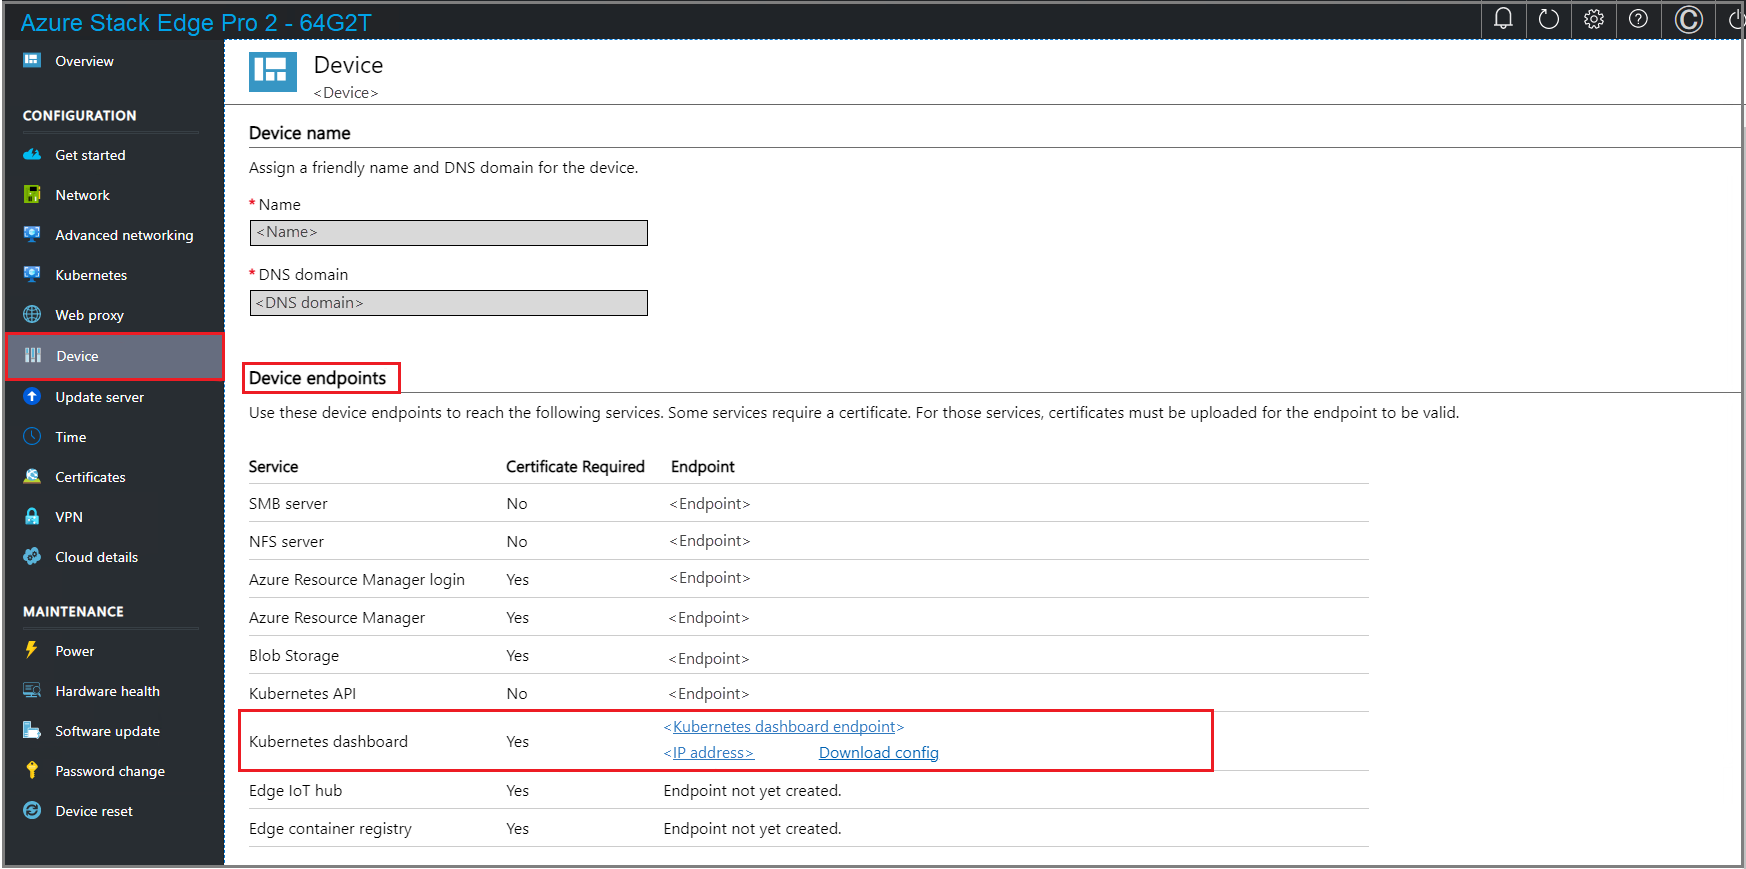 Azure Stack Edge Pro 2 - 64G2T
Overview
CONFIGURATION
Get started
Network
Advanced networking
Kubernetes
Web proxy
Device
Update server
Time
Certificates
VPN
Cloud details
MAINTENANCE
Power
Hardware health
Software update
Password change
Device reset
Device
<Device>
Device name
Assign a friendly name and DNS domain for the device.
* Name
<Name>
* DNS domain
<DNS domain>
Device endpoints
Use these device endpoints to reach the following services. Some services require a certificate. For those services, certificates must be uploaded for the endpoint to be valid.
Service Certificate Required Endpoint
SMB server No <Endpoint>
NFS server No <Endpoint>
Azure Resource Manager login Yes <Endpoint>
Azure Resource Manager Yes <Endpoint>
Blob Storage Yes <Endpoint>
Kubernetes API No <Endpoint>
Kubernetes dashboard Yes <Kubernetes dashboard endpoint>
<IP address> Download config
Edge IoT hub Yes Endpoint not yet created.
Edge container registry Yes Endpoint not yet created.